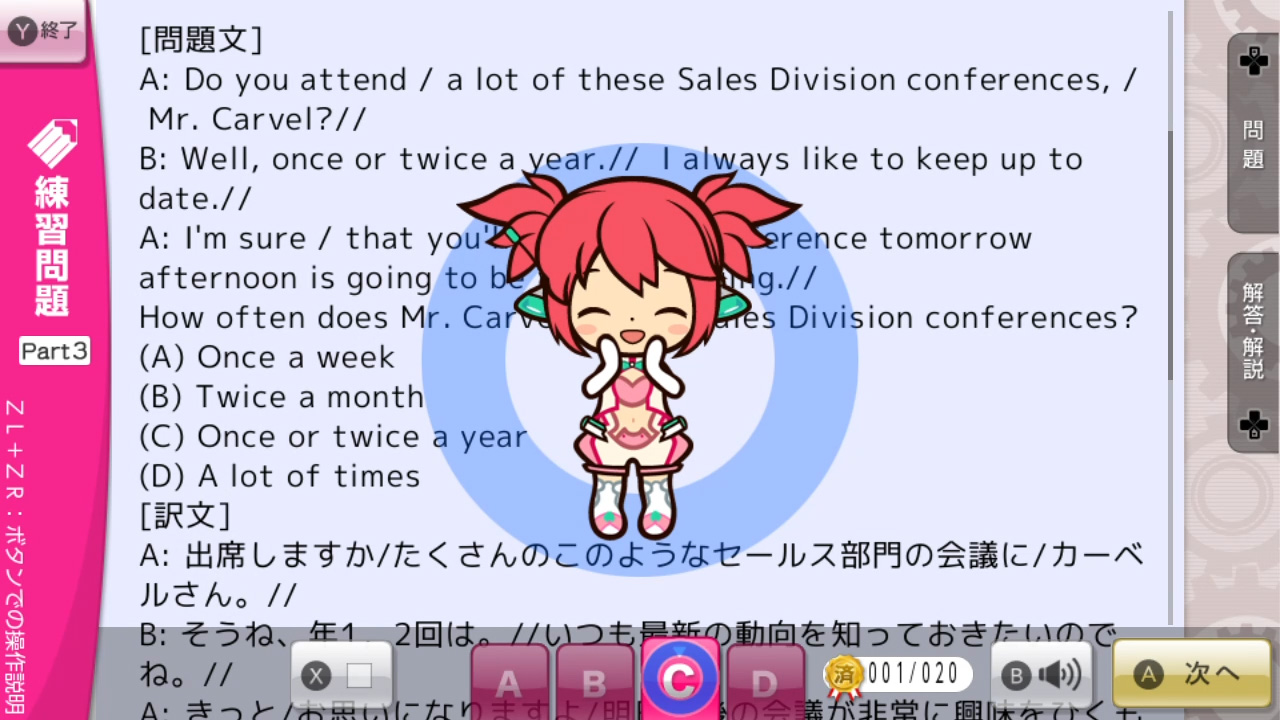 Y 終了
練習問題
Part3
ZL+ZR:ボタンでの操作説明
[問題文]
A: Do you attend / a lot of these Sales Division conferences, /
Mr. Carvel?//
B: Well, once or twice a year.// I always like to keep up to
date.//
A: I'm sure / that you'll erence tomorrow
afternoon is going to be ng.//
How often does Mr. Carve ales Division conferences?
(A) Once a week
(B) Twice a month
(C) Once or twice a year
(D) A lot of times
[訳文]
A: 出席しますか/たくさんのこのようなセールス部門の会議に/カーベ
ルさん。//
B: そうね、年1、2回は。//いつも最新の動向を知っておきたいので
ね。//
A: きっと/お思いになりますよ/明日 後の会議が非常に興味をひくも
問題
解答・解説
X
A
B
C
D
済 001/020
B
A 次へ